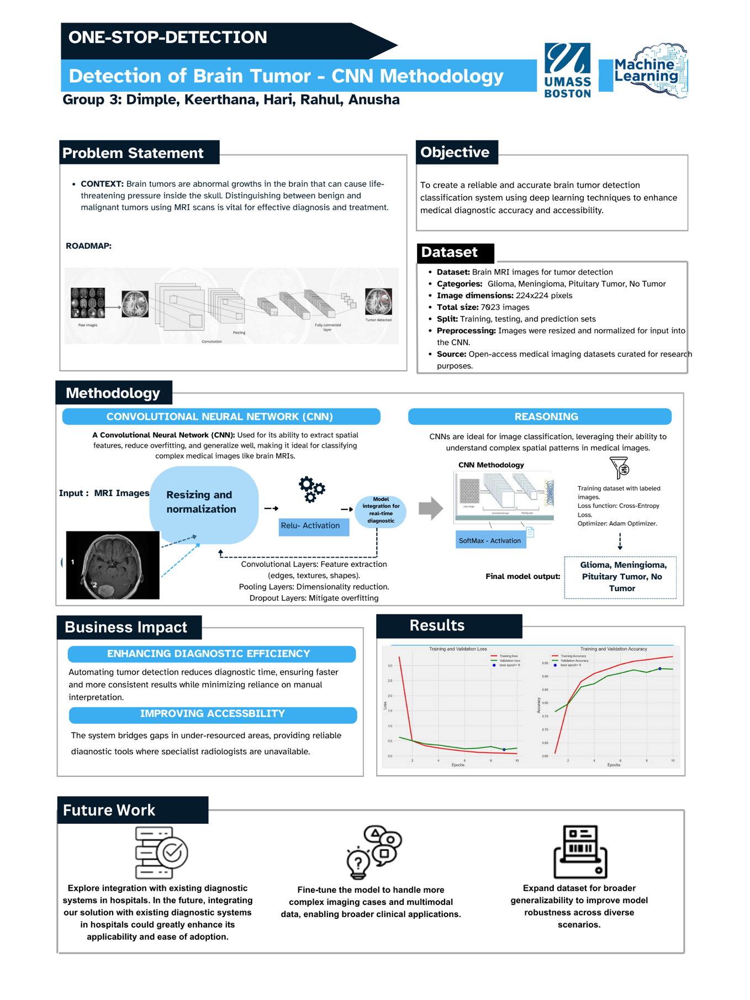 ONE-STOP-DETECTION
Detection of Brain Tumor - CNN Methodology
Group 3: Dimple, Keerthana, Hari, Rahul, Anusha
UMASS
BOSTON
Machine
Learning
Problem Statement
• CONTEXT: Brain tumors are abnormal growths in the brain that can cause life-
threatening pressure inside the skull. Distinguishing between benign and
malignant tumors using MRI scans is vital for effective diagnosis and treatment.
ROADMAP:
Raw images
Convolution
Pooling
Fully connected
layer
Tumor detected
Objective
To create a reliable and accurate brain tumor detection
classification system using deep learning techniques to enhance
medical diagnostic accuracy and accessibility.
Dataset
• Dataset: Brain MRI images for tumor detection
• Categories: Glioma, Meningioma, Pituitary Tumor, No Tumor
• Image dimensions: 224x224 pixels
• Total size: 7023 images
• Split: Training, testing, and prediction sets
• Preprocessing: Images were resized and normalized for input into
the CNN.
• Source: Open-access medical imaging datasets curated for research
purposes.
Methodology
CONVOLUTIONAL NEURAL NETWORK (CNN)
A Convolutional Neural Network (CNN): Used for its ability to extract spatial
features, reduce overfitting, and generalize well, making it ideal for classifying
complex medical images like brain MRIs.
Input : MRI Images
Resizing and
normalization
Relu- Activation
Model
integration for
real-time
diagnostic
1
2
Convolutional Layers: Feature extraction
(edges, textures, shapes).
Pooling Layers: Dimensionality reduction.
Dropout Layers: Mitigate overfitting
REASONING
CNNs are ideal for image classification, leveraging their ability to
understand complex spatial patterns in medical images.
CNN Methodology
Input Image
Convolutional Layer
Pooling Layer
SoftMax - Activation
Training dataset with labeled
images.
Loss function: Cross-Entropy
Loss.
Optimizer: Adam Optimizer.
Final model output:
Glioma, Meningioma,
Pituitary Tumor, No
Tumor
Business Impact
ENHANCING DIAGNOSTIC EFFICIENCY
Automating tumor detection reduces diagnostic time, ensuring faster
and more consistent results while minimizing reliance on manual
interpretation.
IMPROVING ACCESSBILITY
The system bridges gaps in under-resourced areas, providing reliable
diagnostic tools where specialist radiologists are unavailable.
Results
Training and Validation Loss
Training loss
Validation loss
best epoch= 9
Loss
3.0
2.5
2.0
1.5
1.0
0.5
0.0
2 4 6 8 10
Epochs
Training and Validation Accuracy
Training Accuracy
Validation Accuracy
best epoch= 9
Accuracy
0.95
0.90
0.85
0.80
0.75
0.70
0.65
0.60
2 4 6 8 10
Epochs
Future Work
Explore integration with existing diagnostic
systems in hospitals. In the future, integrating
our solution with existing diagnostic systems
in hospitals could greatly enhance its
applicability and ease of adoption.
Fine-tune the model to handle more
complex imaging cases and multimodal
data, enabling broader clinical applications.
Expand dataset for broader
generalizability to improve model
robustness across diverse
scenarios.